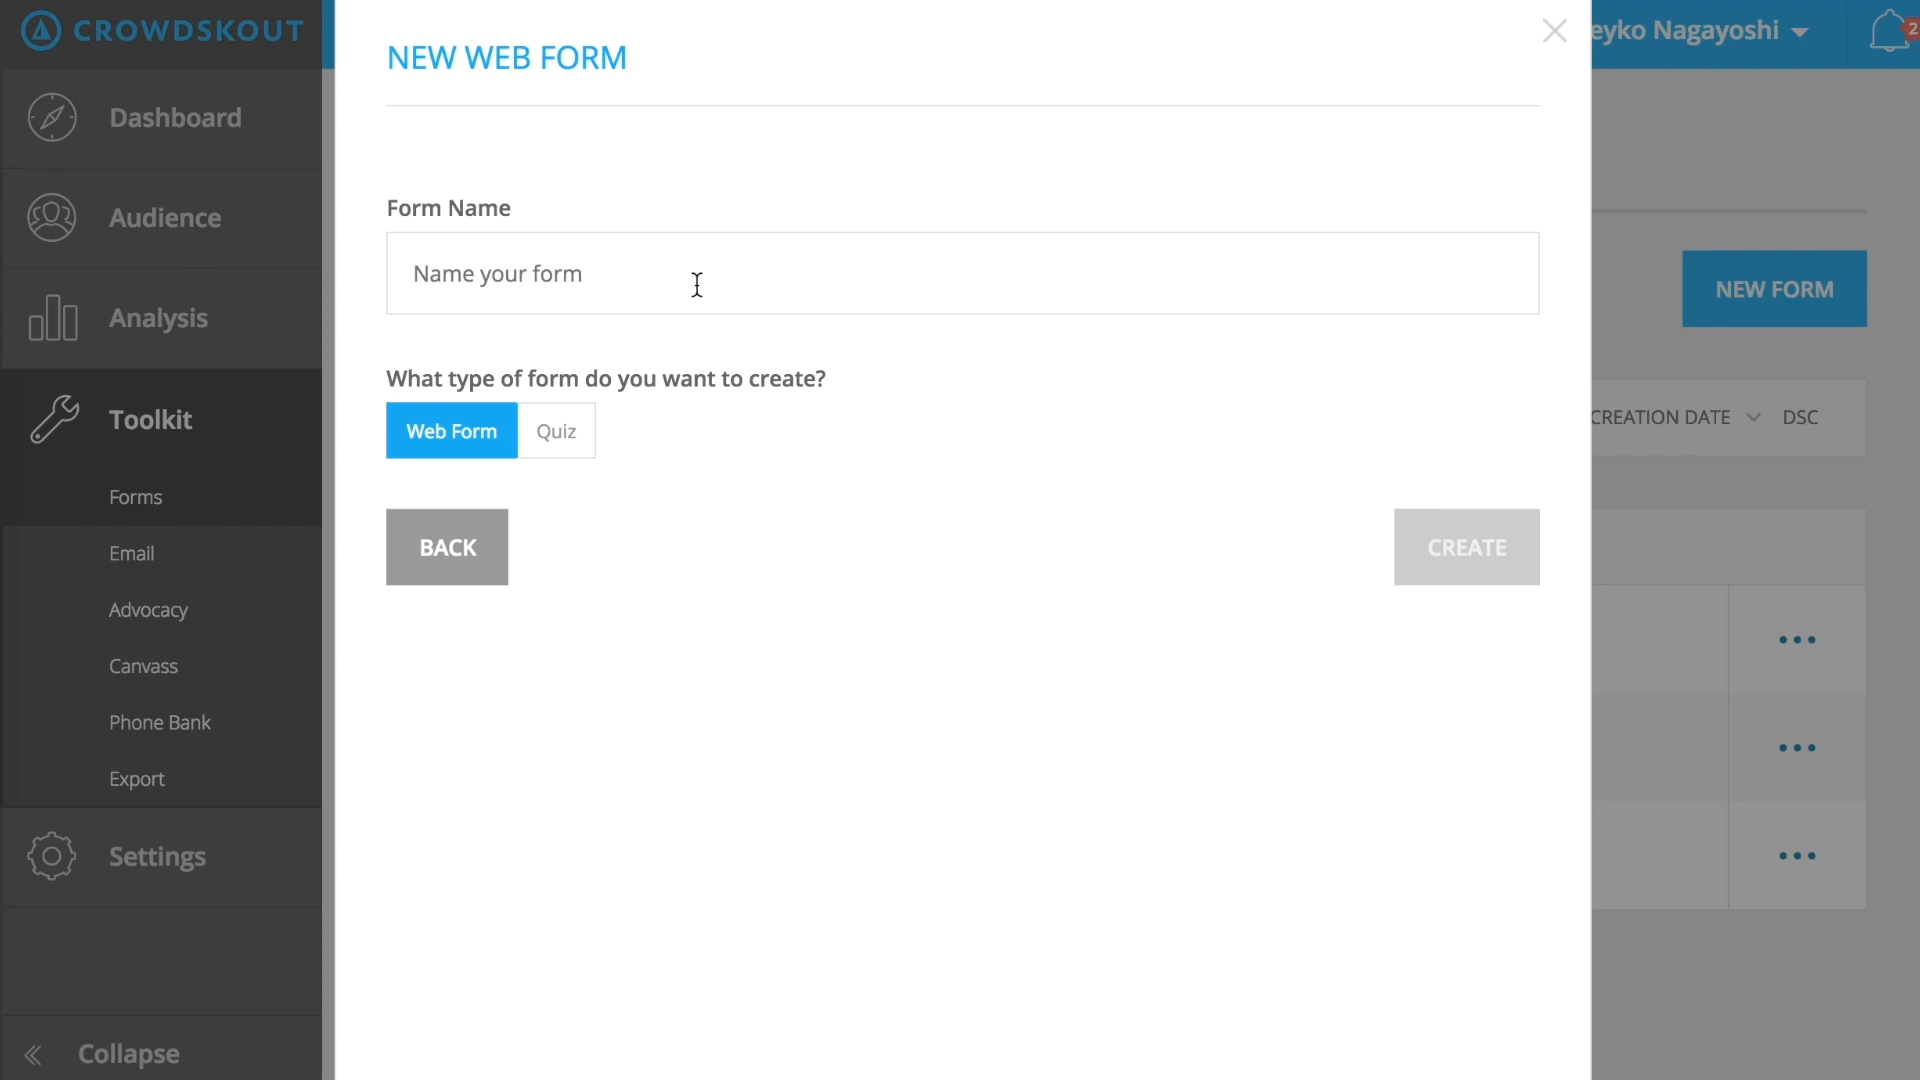 CROWDSKOUT
Dashboard
Audience
Analysis
Toolkit
Forms
Email
Advocacy
Canvass
Phone Bank
Export
Settings
Collapse
NEW WEB FORM
Form Name
Name your form
What type of form do you want to create?
Web Form
Quiz
BACK
CREATE
Nagayoshi
2
NEW FORM
CREATION DATE
DSC